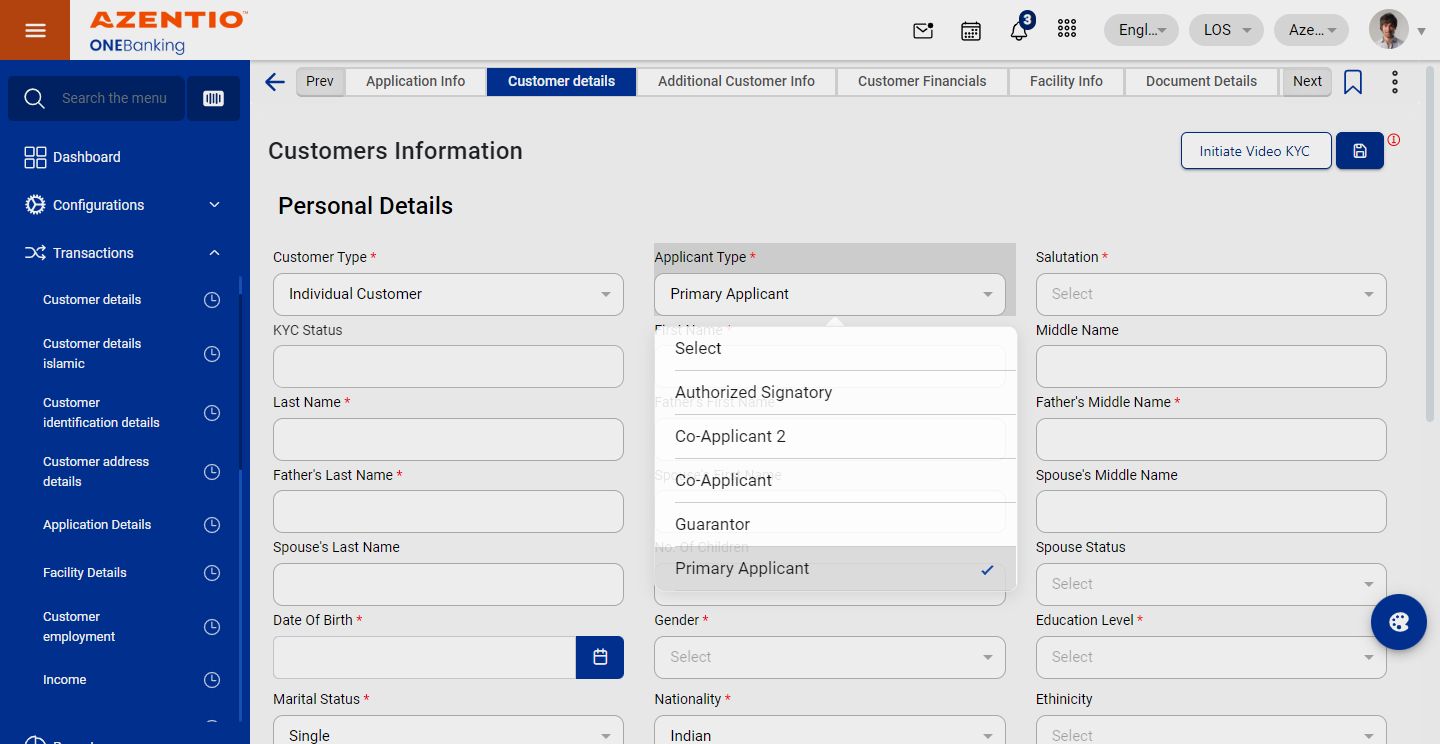 AZENTIO™
ONEBanking
3
Engl...
LOS
Aze...
Search the menu
Dashboard
Configurations
Transactions
Customer details
Customer details
islamic
Customer
identification details
Customer address
details
Application Details
Facility Details
Customer
employment
Income
Prev
Application Info
Customer details
Additional Customer Info
Customer Financials
Facility Info
Document Details
Next
Customers Information
Initiate Video KYC
Personal Details
Customer Type *
Applicant Type *
Salutation *
Individual Customer
Primary Applicant
Select
KYC Status
First Name *
Middle Name
Select
Authorized Signatory
Co-Applicant 2
Co-Applicant
Guarantor
Primary Applicant
Last Name *
Father's First Name
Father's Middle Name *
Father's Last Name *
Spouse's First Name
Spouse's Middle Name
Spouse's Last Name
No. Of Children
Spouse Status
Select
Date Of Birth *
Gender *
Education Level *
Select
Select
Marital Status *
Nationality *
Ethinicity
Single
Indian
Select